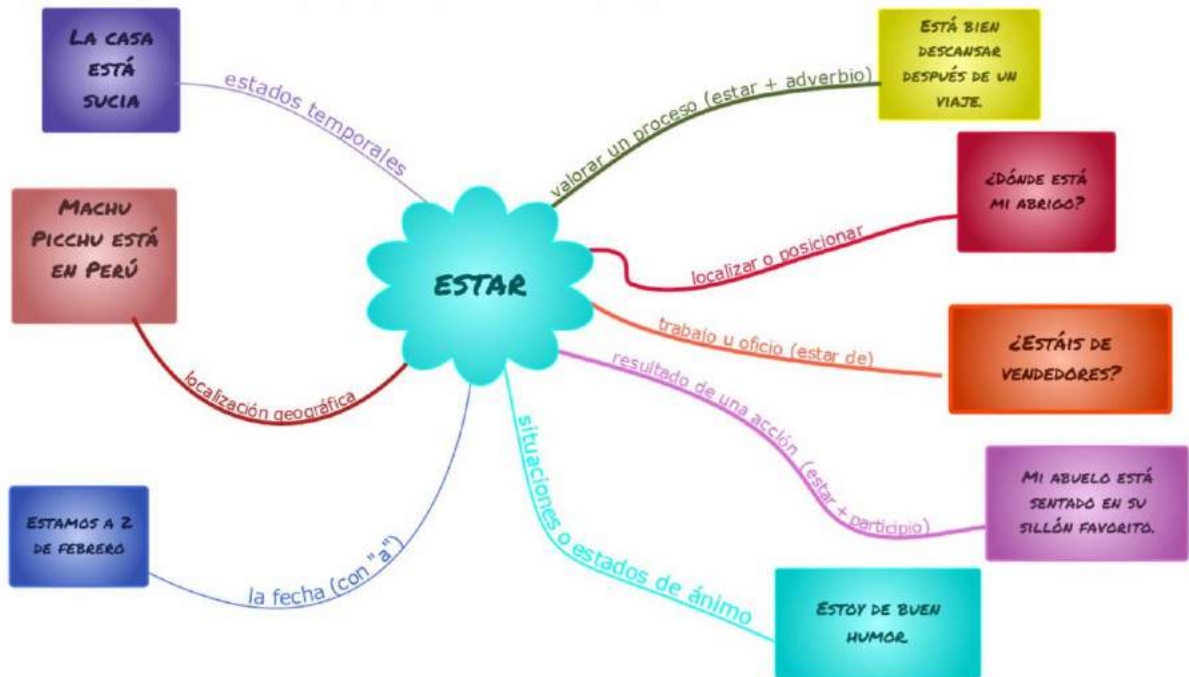 LA CASA
ESTÁ
SUCIA
estados temporales
MACHU
PICCHU ESTÁ
EN PERÚ
localización geográfica
ESTAMOS A 2
DE FEBRERO
la fecha (con "a")
ESTAR
valorar un proceso (estar + adverbio)
ESTÁ BIEN
DESCANSAR
DESPUÉS DE UN
VIAJE.
localizar o posicionar
¿DÓNDE ESTÁ
MI ABRIGO?
trabajo u oficio (estar de)
¿ESTÁIS DE
VENDEDORES?
resultado de una acción (estar + participio)
MI ABUELO ESTÁ
SENTADO EN SU
SILLÓN FAVORITO.
situaciones o estados de ánimo
ESTOY DE BUEN
HUMOR.